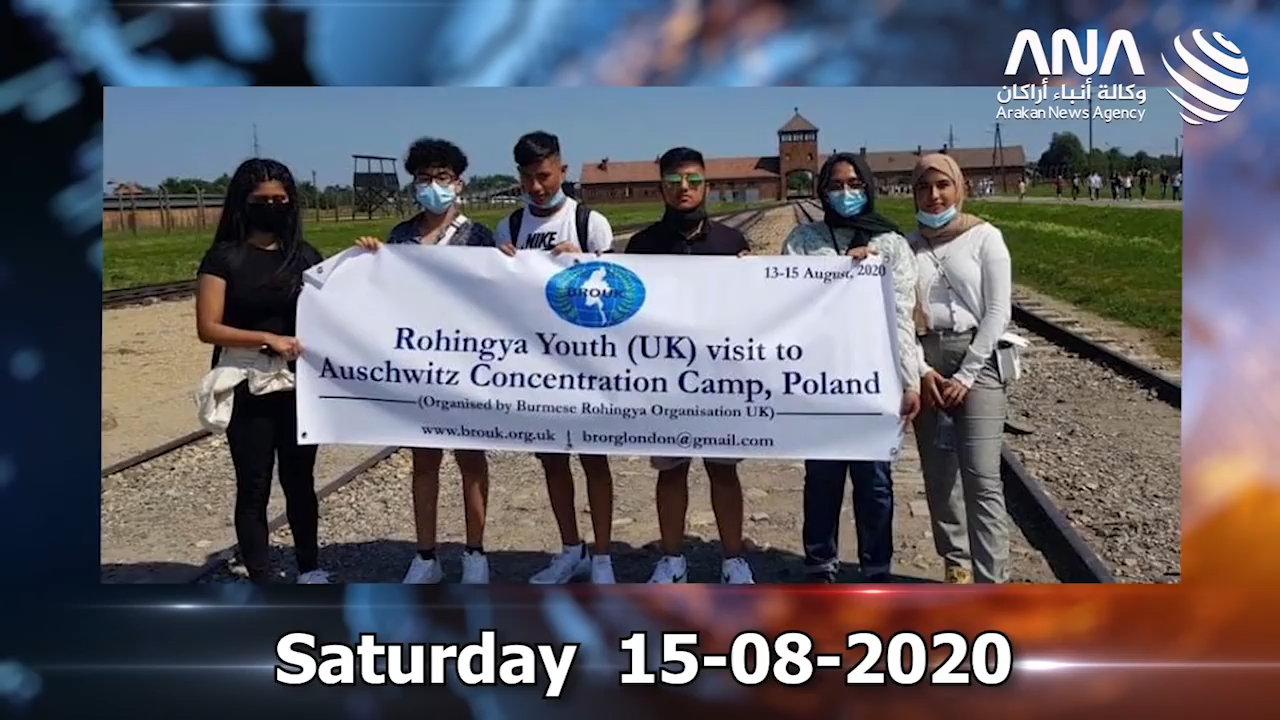 ANA
وكالة أنباء أراكان
Arakan News Agency
NIKE
BROUK
13-15 August, 2020
Rohingya Youth (UK) visit to
Auschwitz Concentration Camp, Poland
(Organised by Burmese Rohingya Organisation UK)
www.brouk.org.uk | brorglondon@gmail.com
Saturday 15-08-2020